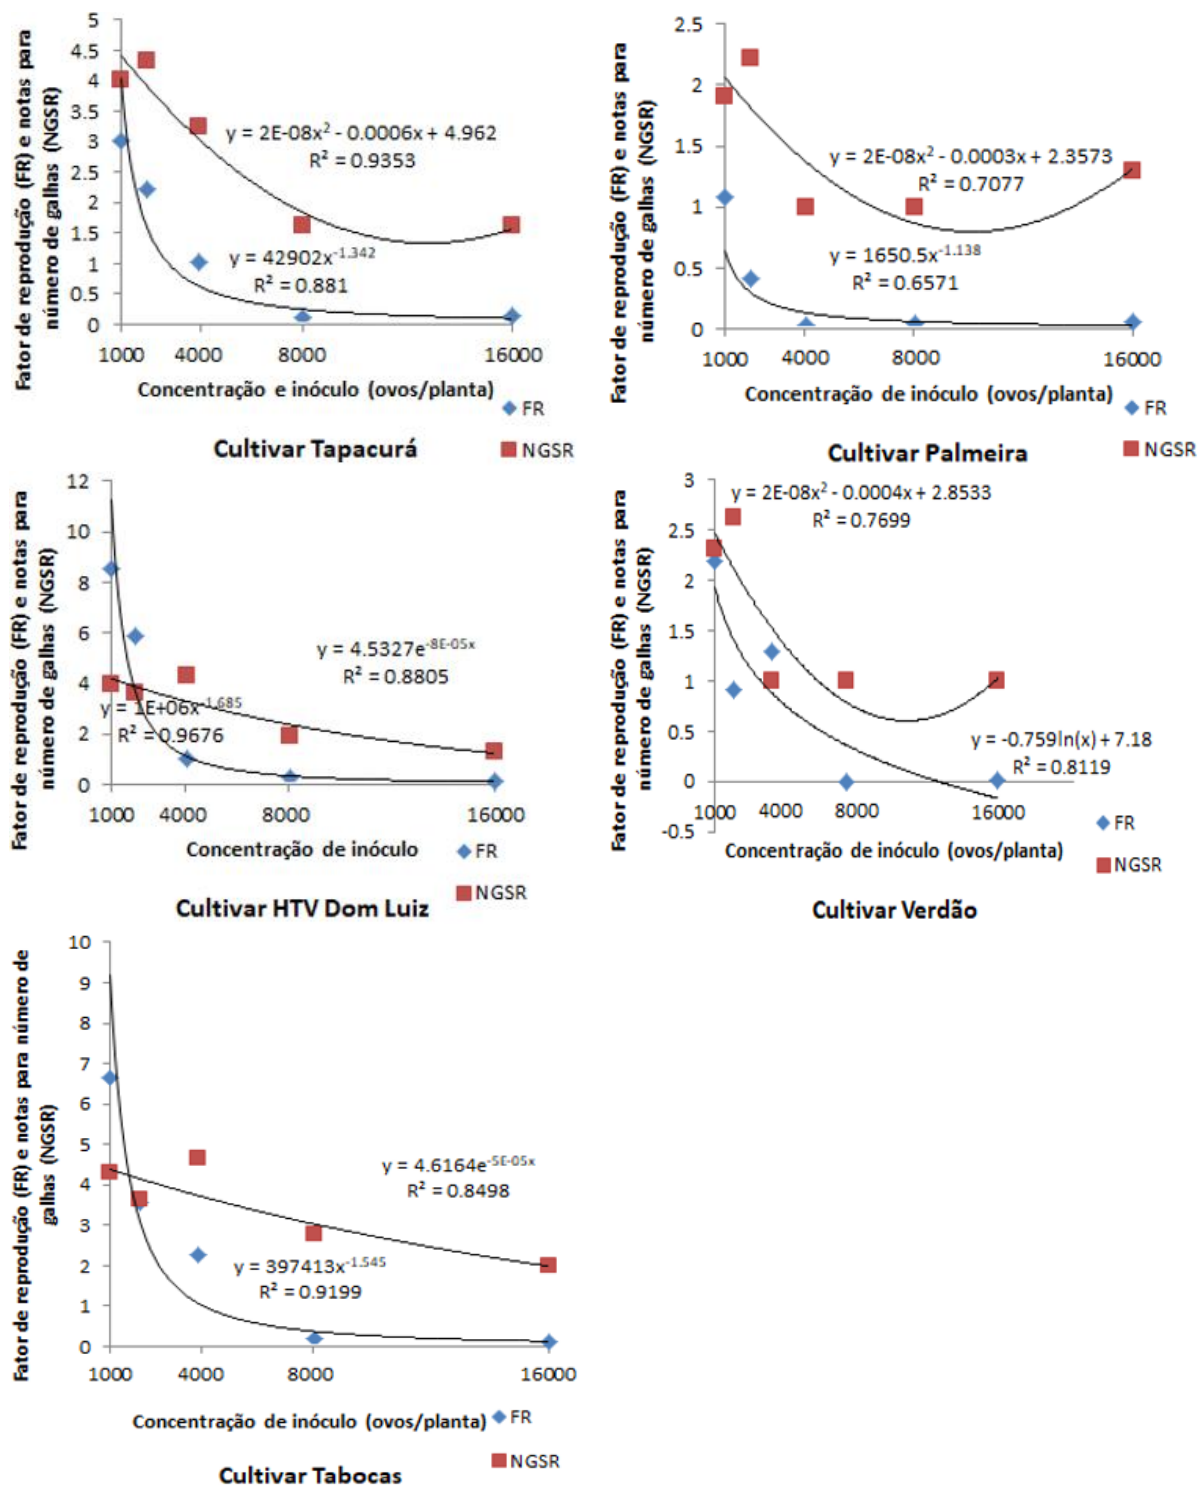 Fator de reprodução (FR) e notas para
número de galhas (NGSR)
5
4.5
4
3.5
3
2.5
2
1.5
1
0.5
0
y = 2E-08x² - 0.0006x + 4.962
R² = 0.9353
y = 42902x^-1.342
R² = 0.881
1000 4000 8000 16000
Concentração e inóculo (ovos/planta)
FR
NGSR
Cultivar Tapacurá
Fator de reprodução (FR) e notas para
número de galhas (NGSR)
2.5
2
1.5
1
0.5
0
y = 2E-08x² - 0.0003x + 2.3573
R² = 0.7077
y = 1650.5x^-1.138
R² = 0.6571
1000 4000 8000 16000
Concentração de inóculo (ovos/planta)
FR
NGSR
Cultivar Palmeira
Fator de reprodução (FR) e notas para
número de galhas (NGSR)
12
10
8
6
4
2
0
y = 4.5327e^-8E-05x
R² = 0.8805
y = 1E+06x^-1.685
R² = 0.9676
1000 4000 8000 16000
Concentração de inóculo
FR
NGSR
Cultivar HTV Dom Luiz
Fator de reprodução (FR) e notas para
número de galhas (NGSR)
3
2.5
2
1.5
1
0.5
0
-0.5
y = 2E-08x² - 0.0004x + 2.8533
R² = 0.7699
y = -0.759ln(x) + 7.18
R² = 0.8119
1000 4000 8000 16000
Concentração de inóculo (ovos/planta)
FR
NGSR
Cultivar Verdão
Fator de reprodução (FR) e notas para número de
galhas (NGSR)
10
9
8
7
6
5
4
3
2
1
0
y = 4.6164e^-5E-05x
R² = 0.8498
y = 397413x^-1.545
R² = 0.9199
1000 4000 8000 16000
Concentração de inóculo (ovos/planta)
FR
NGSR
Cultivar Tabocas